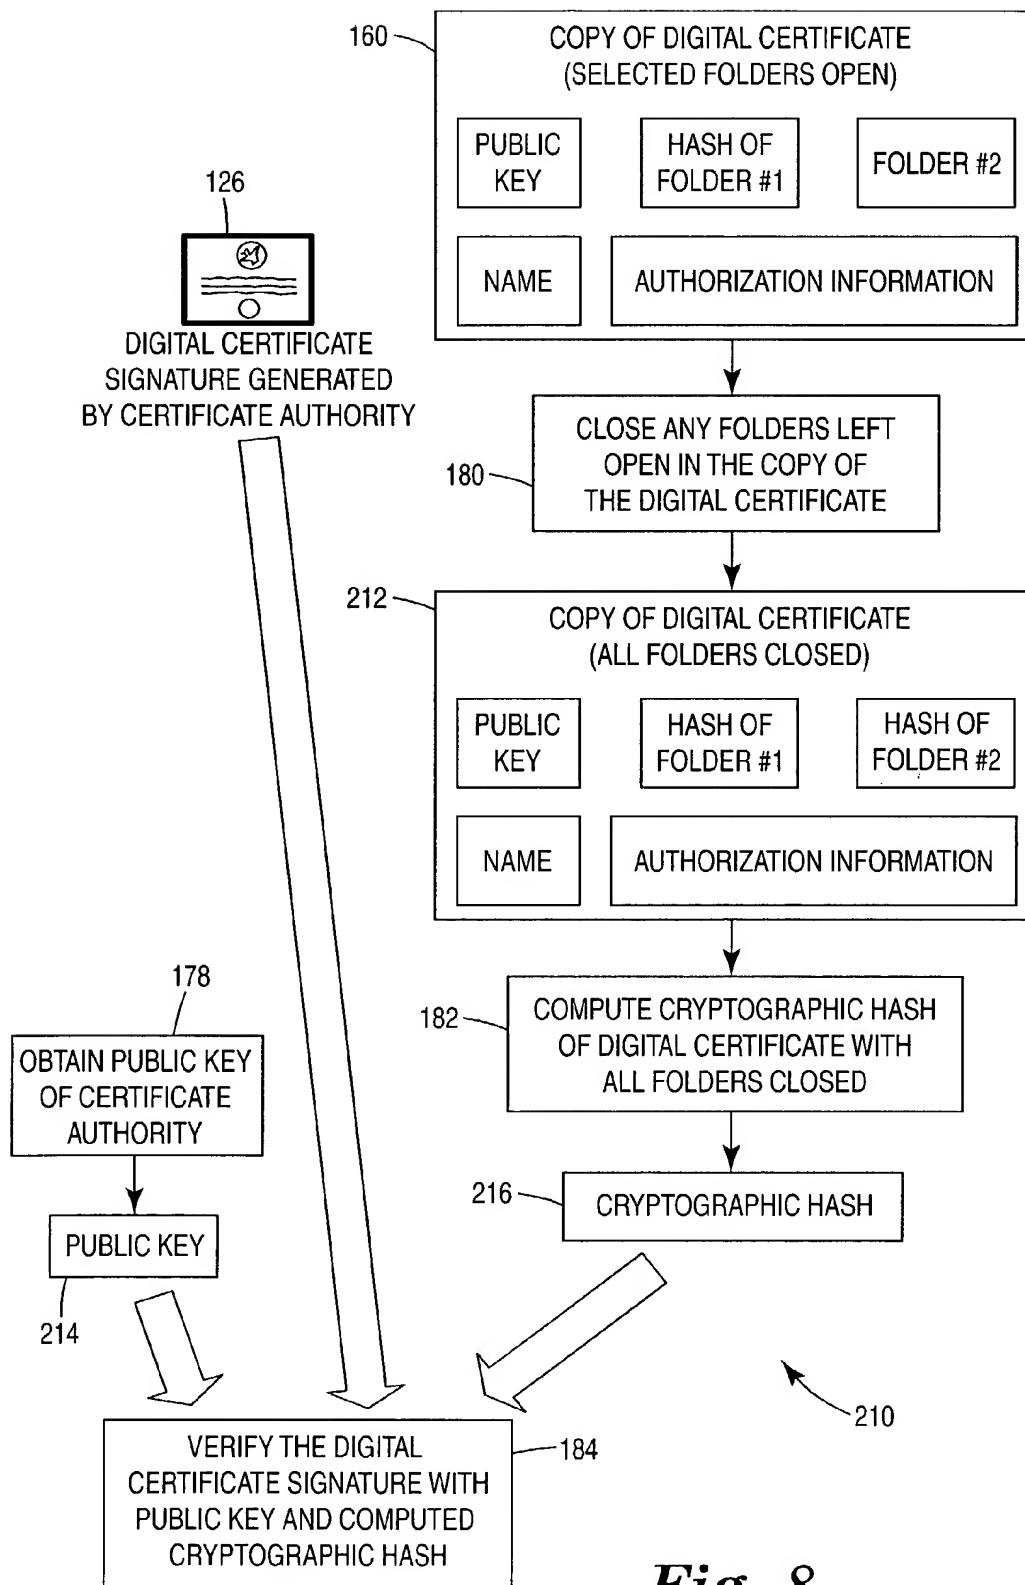 160
COPY OF DIGITAL CERTIFICATE
(SELECTED FOLDERS OPEN)
PUBLIC
KEY
HASH OF
FOLDER #1
FOLDER #2
NAME
AUTHORIZATION INFORMATION
126
DIGITAL CERTIFICATE
SIGNATURE GENERATED
BY CERTIFICATE AUTHORITY
180
CLOSE ANY FOLDERS LEFT
OPEN IN THE COPY OF
THE DIGITAL CERTIFICATE
212
COPY OF DIGITAL CERTIFICATE
(ALL FOLDERS CLOSED)
PUBLIC
KEY
HASH OF
FOLDER #1
HASH OF
FOLDER #2
NAME
AUTHORIZATION INFORMATION
178
OBTAIN PUBLIC KEY
OF CERTIFICATE
AUTHORITY
182
COMPUTE CRYPTOGRAPHIC HASH
OF DIGITAL CERTIFICATE WITH
ALL FOLDERS CLOSED
PUBLIC KEY
214
216
CRYPTOGRAPHIC HASH
210
VERIFY THE DIGITAL
CERTIFICATE SIGNATURE WITH
PUBLIC KEY AND COMPUTED
CRYPTOGRAPHIC HASH
184
Fig. 8